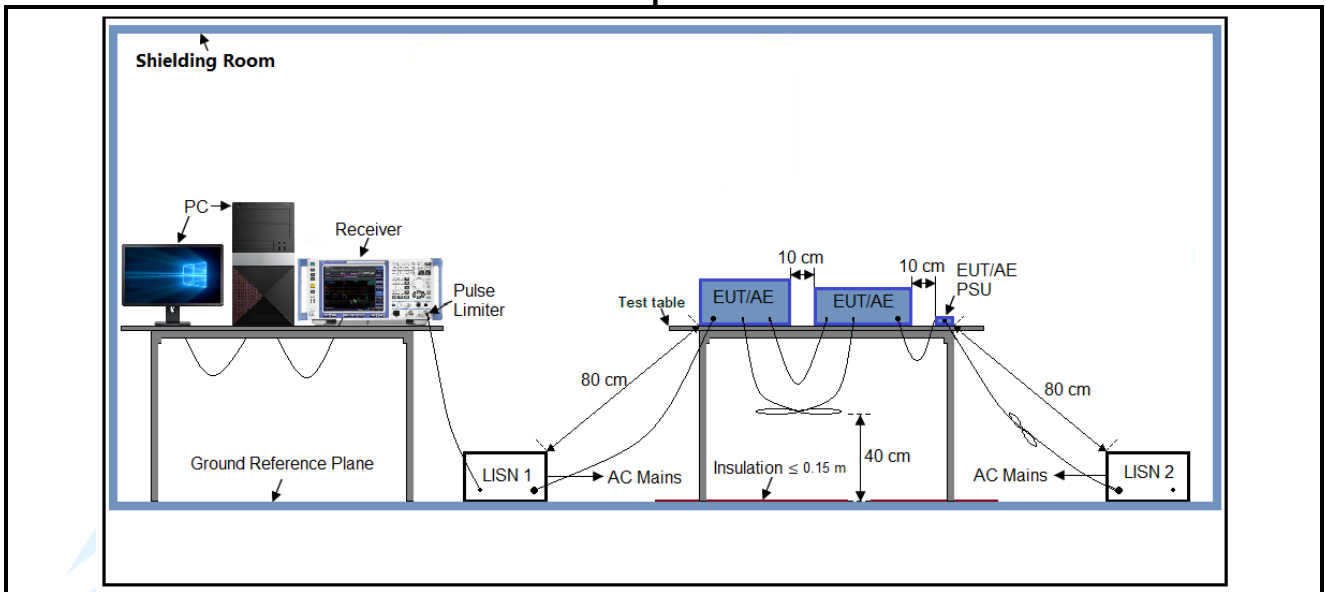 Shielding Room
PC
Receiver
Pulse
Limiter
10 cm
10 cm
EUT/AE
PSU
EUT/AE
EUT/AE
Test table
80 cm
80 cm
40 cm
Ground Reference Plane
LISN 1
AC Mains
Insulation ≤ 0.15 m
AC Mains
LISN 2